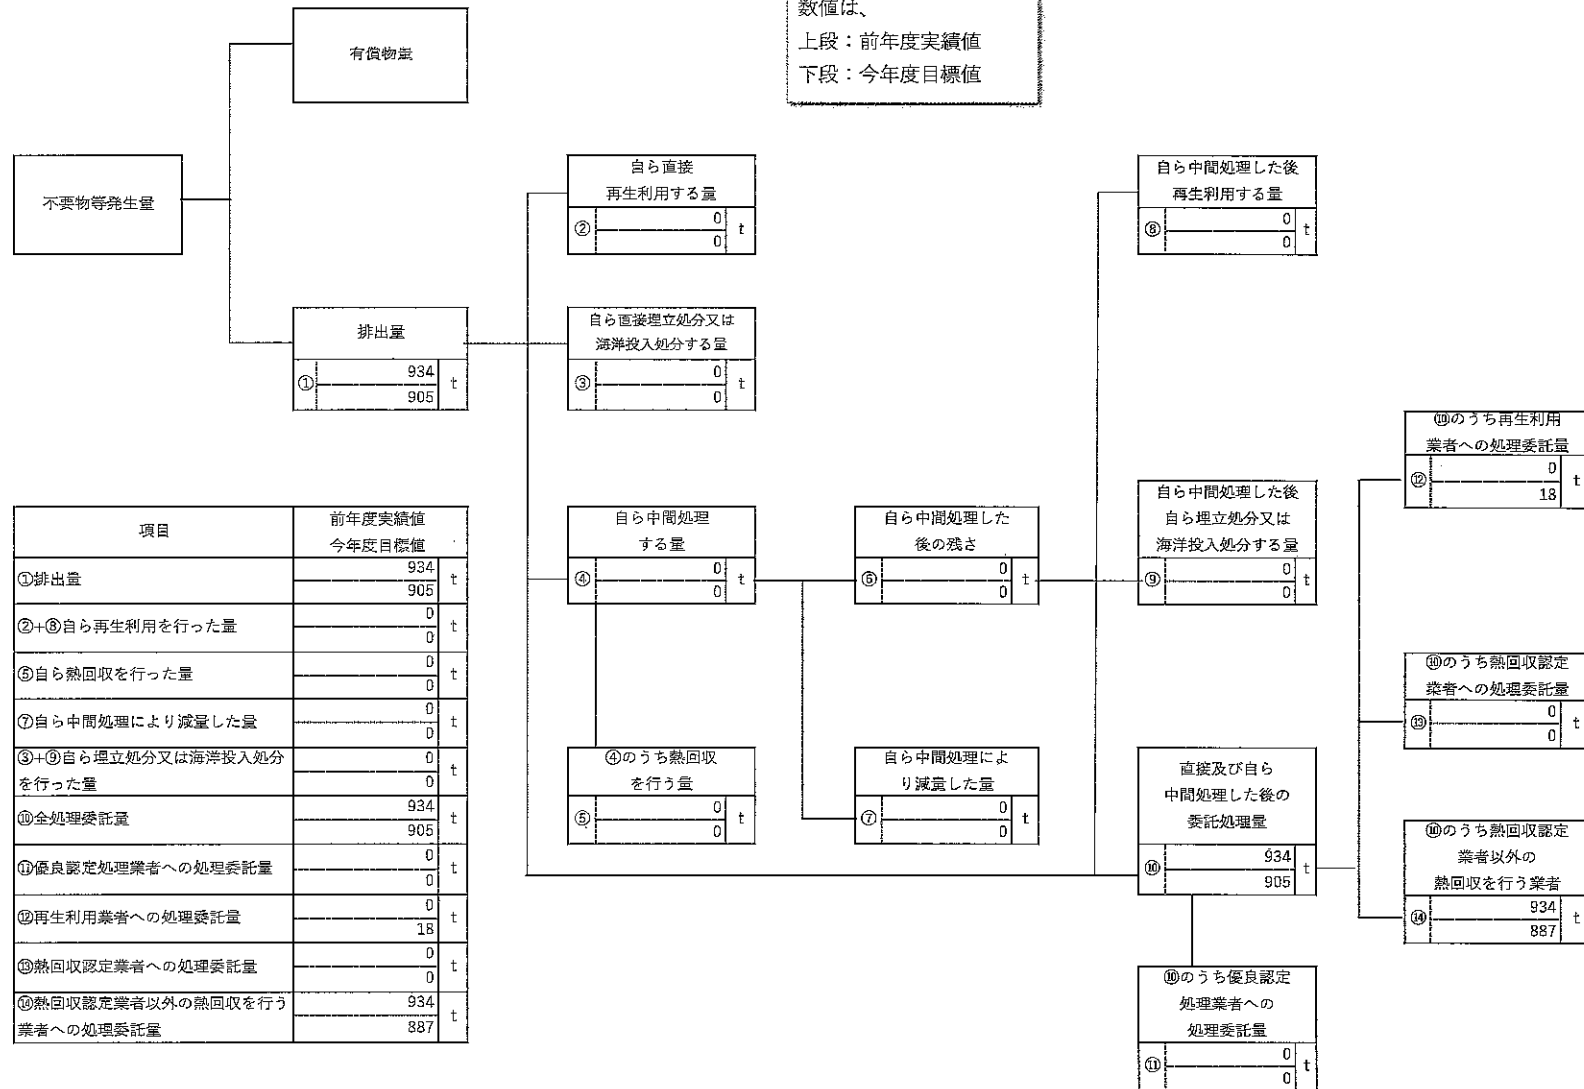 数値は、
上段：前年度実績値
下段：今年度目標値
有償物量
不要物等発生量
排出量
① 934 t
905
自ら直接
再生利用する量
② 0 t
0
自ら直接埋立処分又は
海洋投入処分する量
③ 0 t
0
自ら中間処理
する量
④ 0 t
0
④のうち熱回収
を行う量
⑤ 0 t
0
自ら中間処理した
後の残さ
⑥ 0 t
0
自ら中間処理によ
り減量した量
⑦ 0 t
0
自ら中間処理した後
再生利用する量
⑧ 0 t
0
自ら中間処理した後
自ら埋立処分又は
海洋投入処分する量
⑨ 0 t
0
直接及び自ら
中間処理した後の
委託処理量
⑩ 934 t
905
⑩のうち優良認定
処理業者への
処理委託量
⑪ 0 t
0
⑩のうち再生利用
業者への処理委託量
⑫ 0 t
18
⑩のうち熱回収認定
業者への処理委託量
⑬ 0 t
0
⑩のうち熱回収認定
業者以外の
熱回収を行う業者
⑭ 934 t
887
項目 前年度実績値
今年度目標値
①排出量 934 t
905
②+⑧自ら再生利用を行った量 0 t
0
⑤自ら熱回収を行った量 0 t
0
⑦自ら中間処理により減量した量 0 t
0
③+⑨自ら埋立処分又は海洋投入処分 0 t
を行った量 0
⑩全処理委託量 934 t
905
⑪優良認定処理業者への処理委託量 0 t
0
⑫再生利用業者への処理委託量 0 t
18
⑬熱回収認定業者への処理委託量 0 t
0
⑭熱回収認定業者以外の熱回収を行う 934 t
業者への処理委託量 887